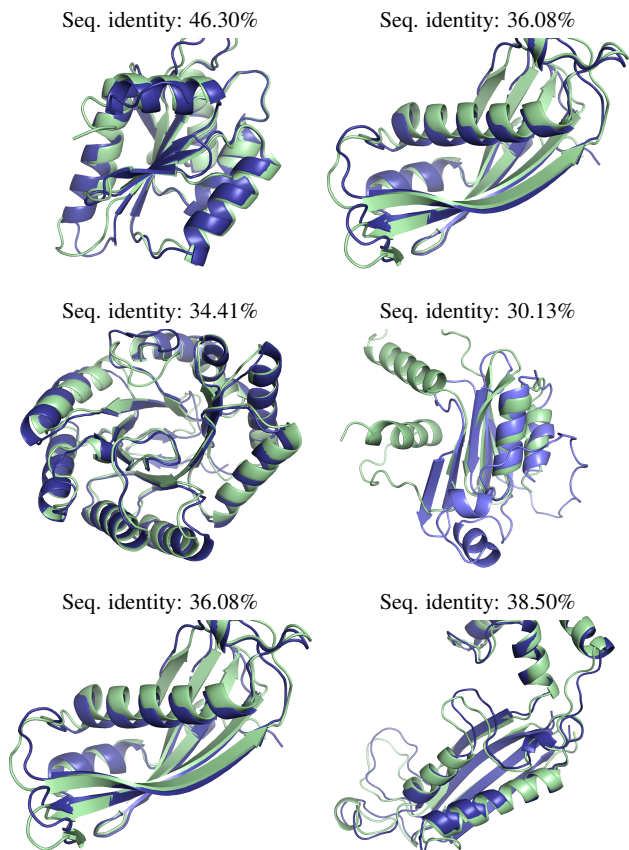 Seq. identity: 46.30%
Seq. identity: 36.08%
Seq. identity: 34.41%
Seq. identity: 30.13%
Seq. identity: 36.08%
Seq. identity: 38.50%